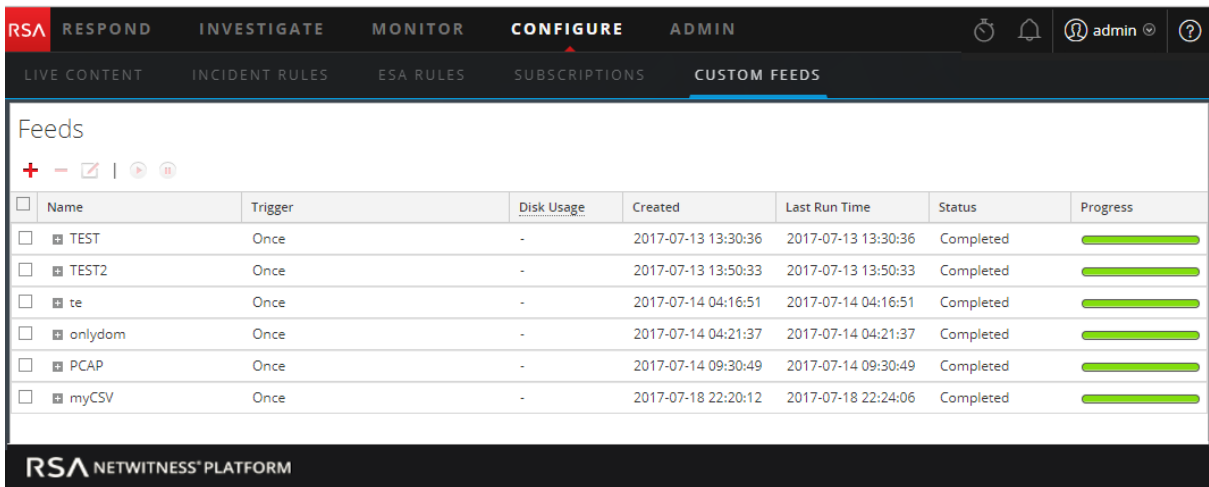 RSA RESPOND INVESTIGATE MONITOR CONFIGURE ADMIN admin ?
LIVE CONTENT INCIDENT RULES ESA RULES SUBSCRIPTIONS CUSTOM FEEDS
Feeds
Name Trigger Disk Usage Created Last Run Time Status Progress
TEST Once - 2017-07-13 13:30:36 2017-07-13 13:30:36 Completed
TEST2 Once - 2017-07-13 13:50:33 2017-07-13 13:50:33 Completed
te Once - 2017-07-14 04:16:51 2017-07-14 04:16:51 Completed
onlydom Once - 2017-07-14 04:21:37 2017-07-14 04:21:37 Completed
PCAP Once - 2017-07-14 09:30:49 2017-07-14 09:30:49 Completed
myCSV Once - 2017-07-18 22:20:12 2017-07-18 22:24:06 Completed
RSA NETWITNESS® PLATFORM